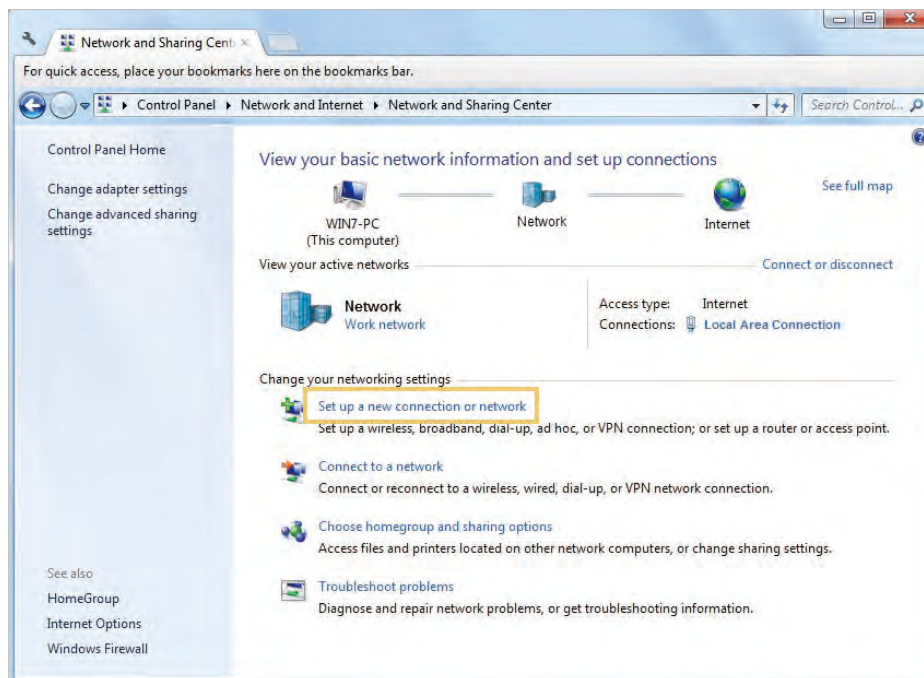 Network and Sharing Cent
For quick access, place your bookmarks here on the bookmarks bar.
Control Panel Network and Internet Network and Sharing Center
Search Control...
Control Panel Home
Change adapter settings
Change advanced sharing
settings
View your basic network information and set up connections
See full map
WIN7-PC
(This computer)
Network
Internet
View your active networks
Connect or disconnect
Network
Work network
Access type: Internet
Connections: Local Area Connection
Change your networking settings
Set up a new connection or network
Set up a wireless, broadband, dial-up, ad hoc, or VPN connection; or set up a router or access point.
Connect to a network
Connect or reconnect to a wireless, wired, dial-up, or VPN network connection.
Choose homegroup and sharing options
Access files and printers located on other network computers, or change sharing settings.
Troubleshoot problems
Diagnose and repair network problems, or get troubleshooting information.
See also
HomeGroup
Internet Options
Windows Firewall